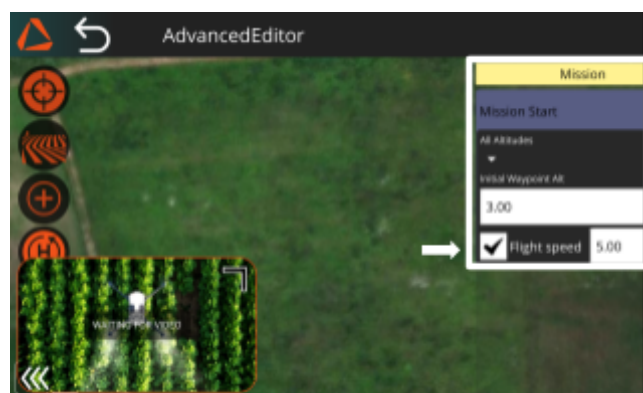 AdvancedEditor
Mission
Mission Start
All Altitudes
Initial Waypoint Alt
3.00
Flight speed 5.00
H
WAITING FOR VIDEO